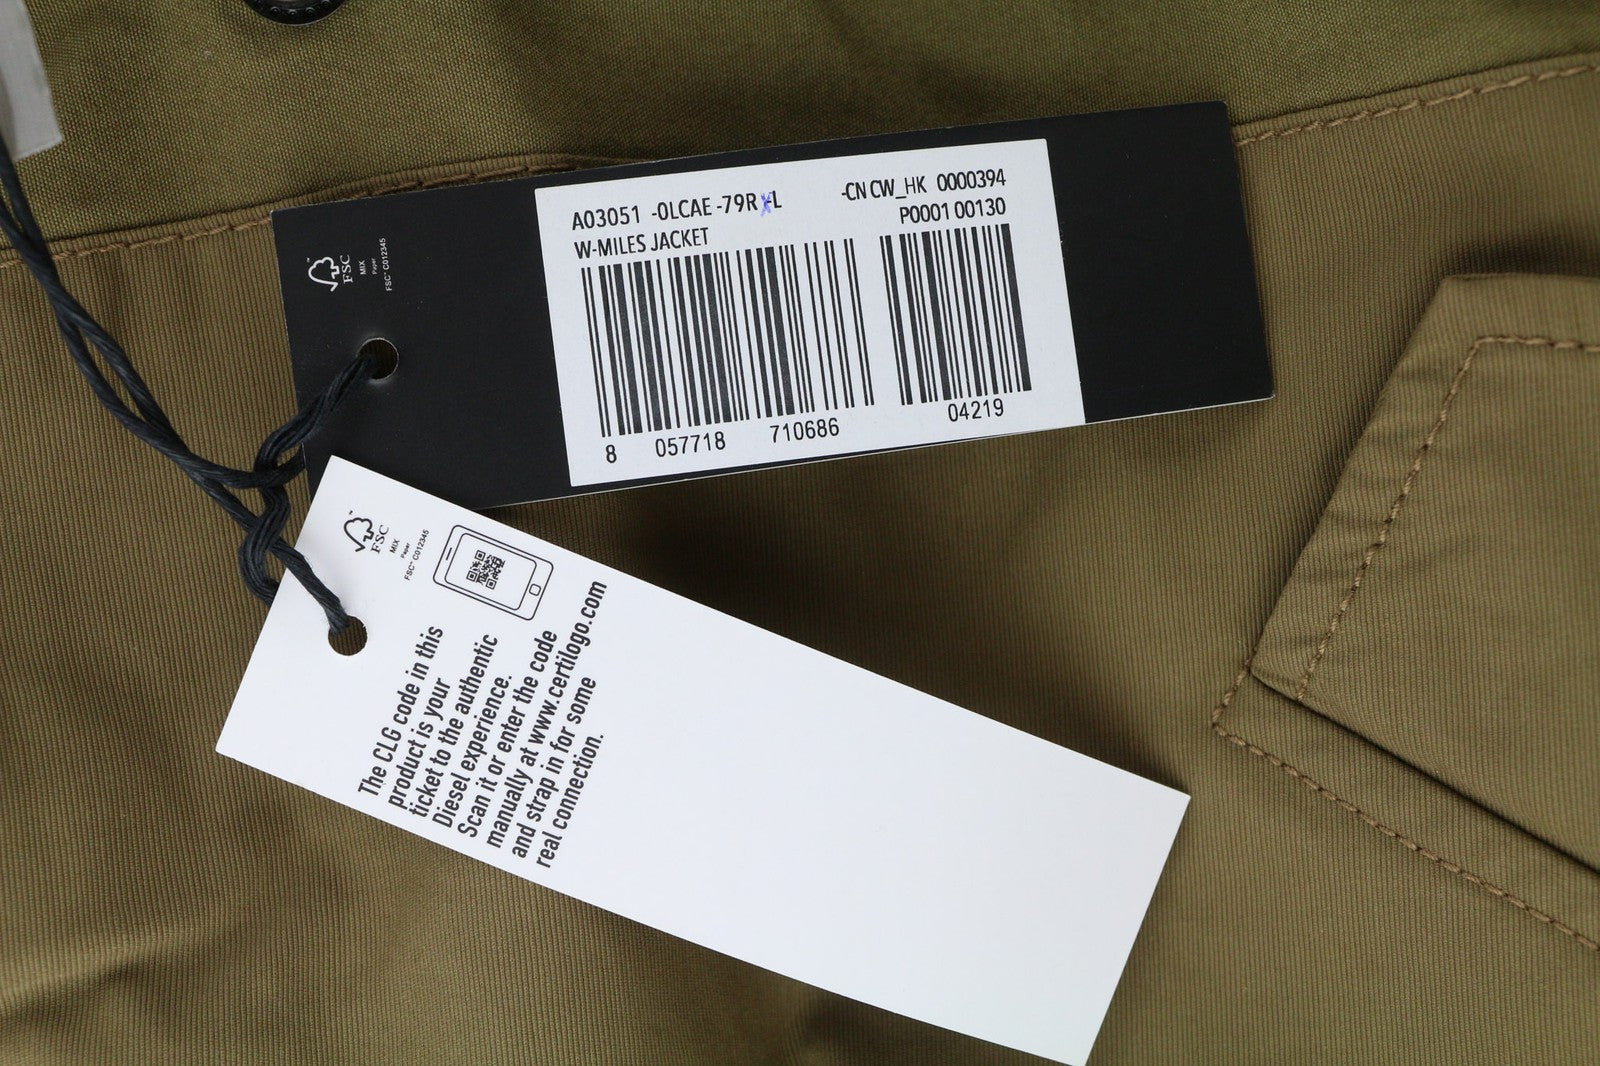 A03051 -0LCAE -79R -L
W-MILES JACKET
-CN CW_HK 0000394
P0001 00130
8 057718 710686
04219
FSC
MIX
Paper
FSC™ C012345
FSC
MIX
Paper
FSC™ C012345
The CLG code in this
product is your
ticket to the authentic
Diesel experience.
Scan it or enter the code
manually at www.certilogo.com
and strap in for some
real connection.